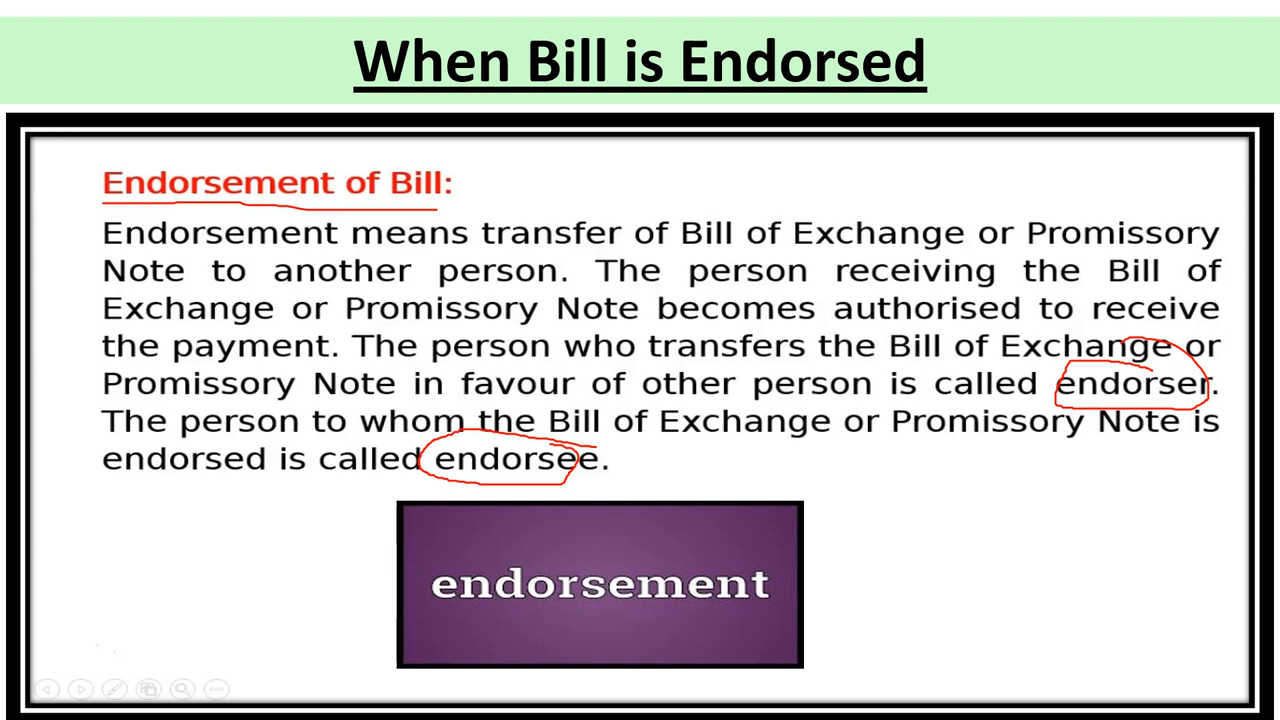 When Bill is Endorsed
Endorsement of Bill:
Endorsement means transfer of Bill of Exchange or Promissory
Note to another person. The person receiving the Bill of
Exchange or Promissory Note becomes authorised to receive
the payment. The person who transfers the Bill of Exchange or
Promissory Note in favour of other person is called endorser.
The person to whom the Bill of Exchange or Promissory Note is
endorsed is called endorsee.
endorsement